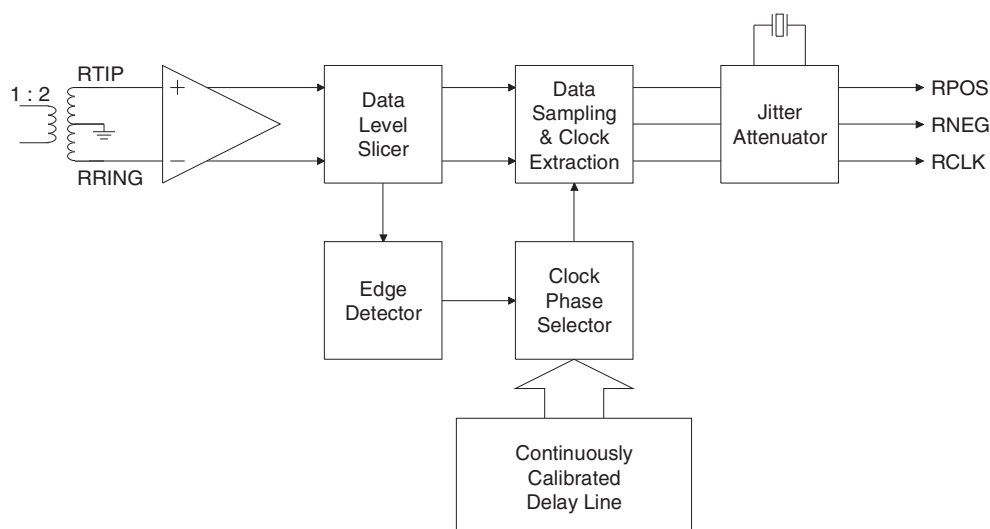 1 : 2
RTIP
RRING
+
−
Data
Level
Slicer
Data
Sampling
& Clock
Extraction
Jitter
Attenuator
RPOS
RNEG
RCLK
Edge
Detector
Clock
Phase
Selector
Continuously
Calibrated
Delay Line